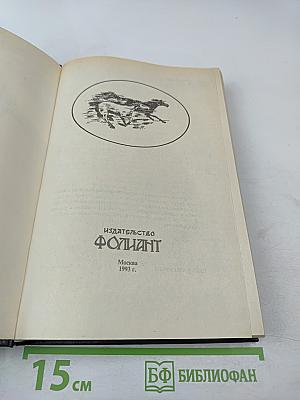 ИЗДАТЕЛЬСТВО
ФОЛИАНТ
Москва
1993 г.
15 см
БФ БИБЛИОФАН